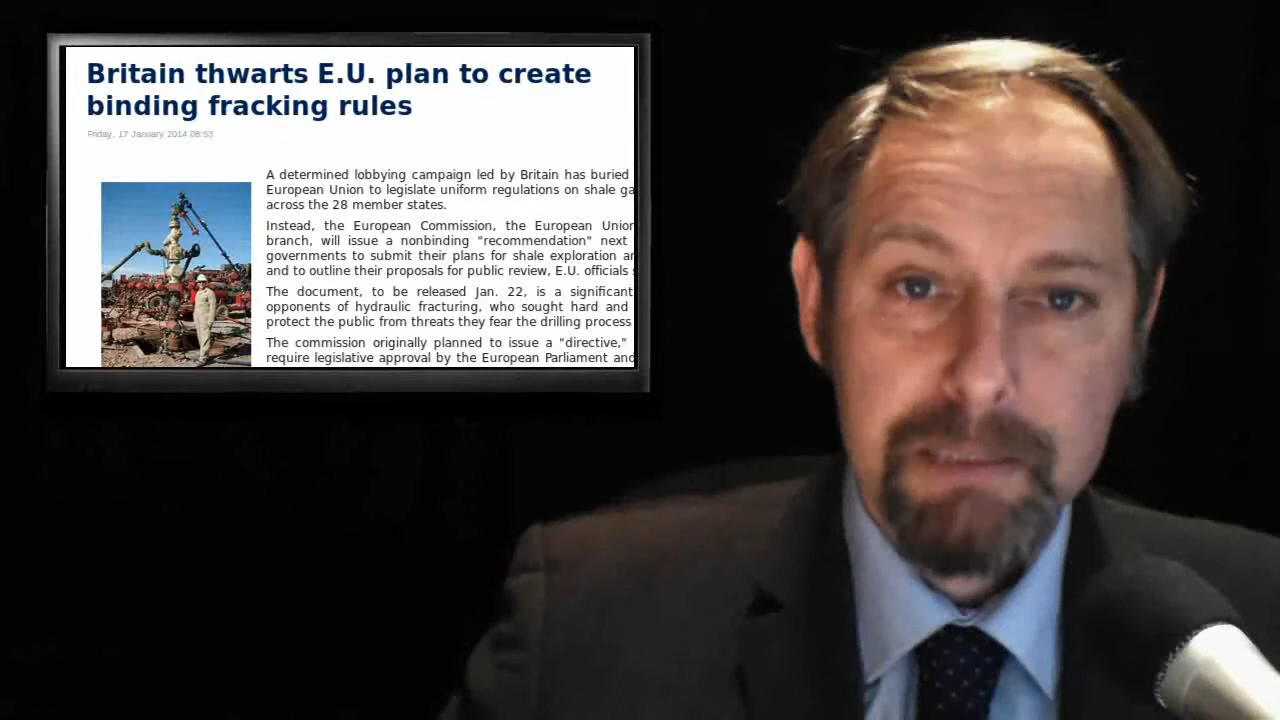 Britain thwarts E.U. plan to create
binding fracking rules
Friday, 17 January 2014 08:53
A determined lobbying campaign led by Britain has buried
European Union to legislate uniform regulations on shale
across the 28 member states.
Instead, the European Commission, the European Union
branch, will issue a nonbinding "recommendation" next
governments to submit their plans for shale exploration
and to outline their proposals for public review, E.U. officials
The document, to be released Jan. 22, is a significant
opponents of hydraulic fracturing, who sought hard and
protect the public from threats they fear the drilling process
The commission originally planned to issue a "directive,"
require legislative approval by the European Parliament and